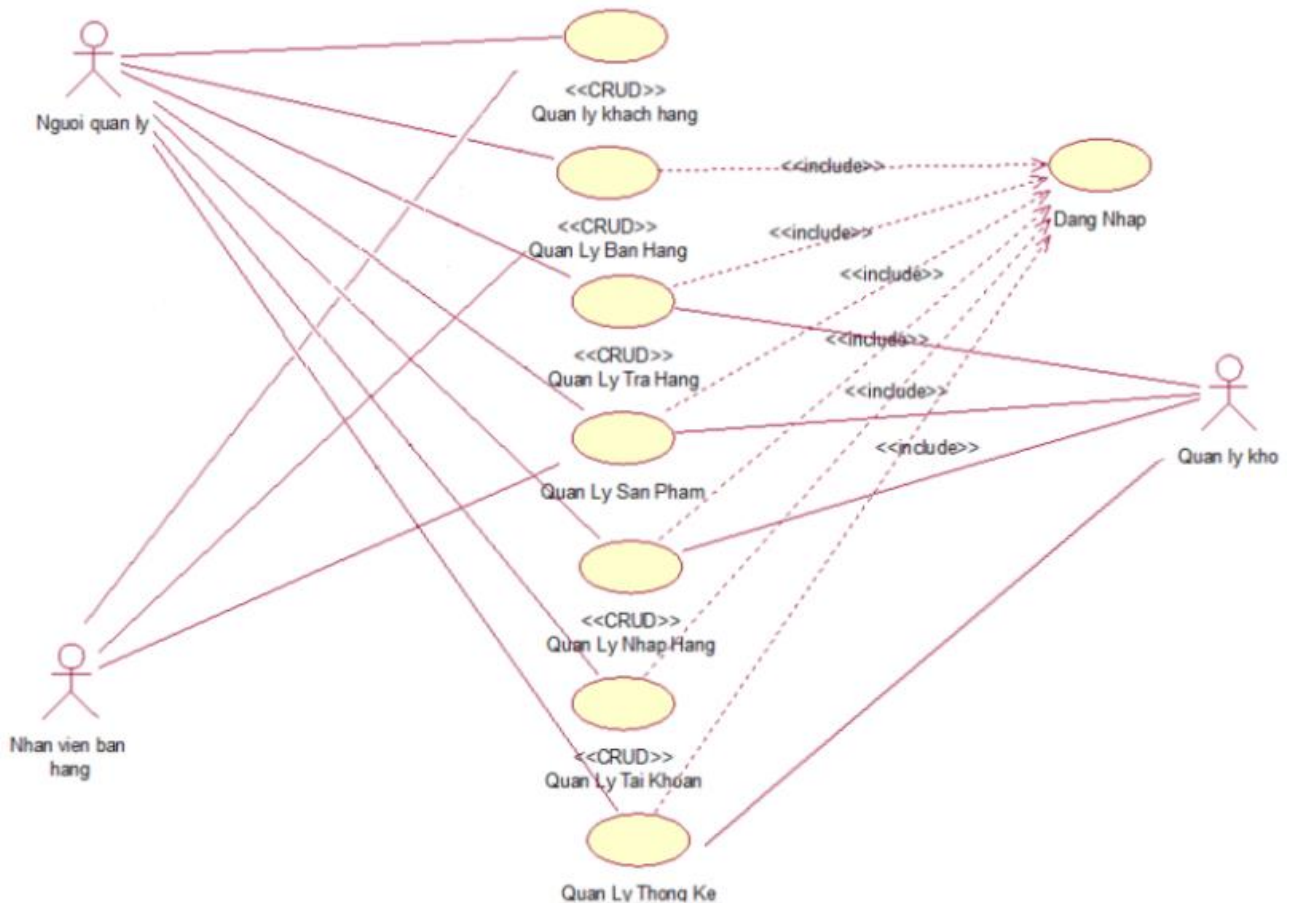 <<CRUD>>
Quan ly khach hang
Nguoi quan ly
<<include>>
Dang Nhap
<<CRUD>>
Quan Ly Ban Hang
<<include>>
<<include>>
<<CRUD>>
Quan Ly Tra Hang
<<include>>
<<include>>
Quan ly kho
<<include>>
Quan Ly San Pham
<<CRUD>>
Quan Ly Nhap Hang
Nhan vien ban
hang
<<CRUD>>
Quan Ly Tai Khoan
Quan Ly Thong Ke